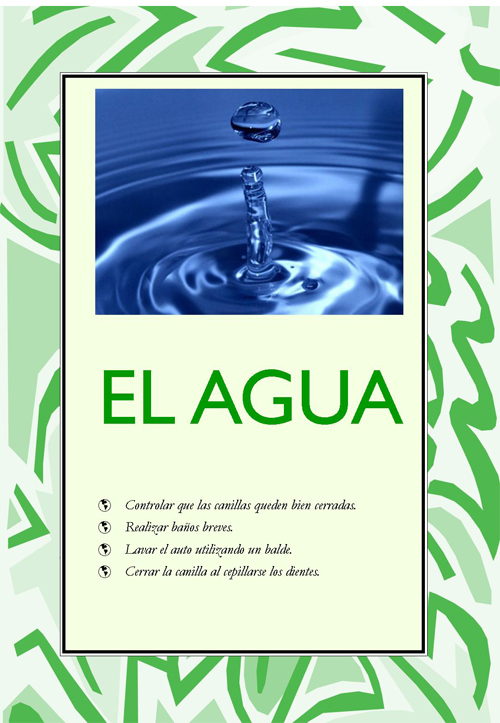 EL AGUA
Controlar que las canillas queden bien cerradas.
Realizar baños breves.
Lavar el auto utilizando un balde.
Cerrar la canilla al cepillarse los dientes.